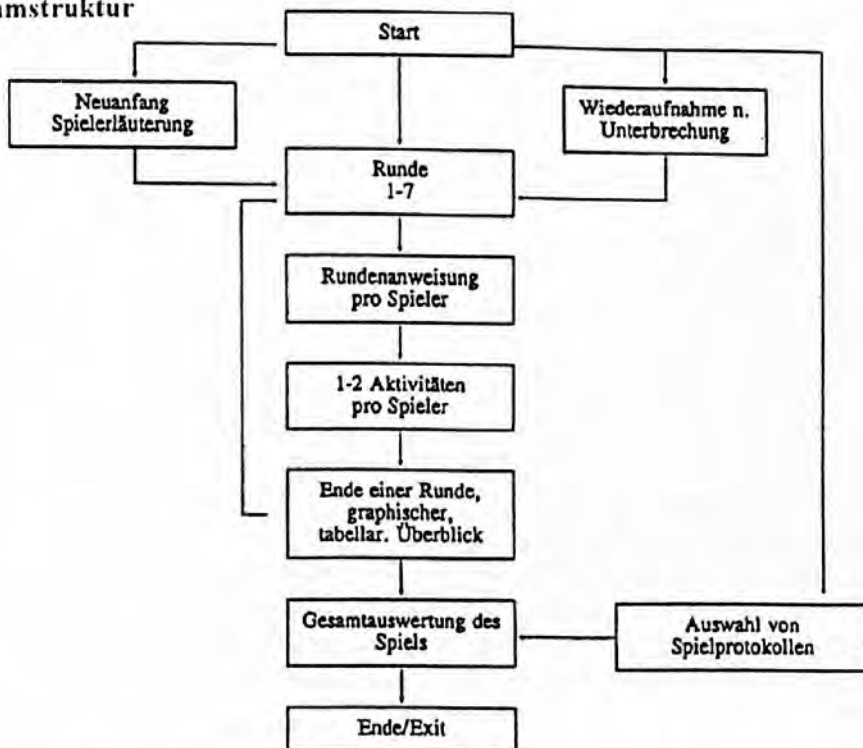 amstruktur
Start
Neuanfang
Spielerläuterung
Wiederaufnahme n.
Unterbrechung
Runde
1-7
Rundenanweisung
pro Spieler
1-2 Aktivitäten
pro Spieler
Ende einer Runde,
graphischer,
tabellar. Überblick
Gesamtauswertung des
Spiels
Auswahl von
Spielprotokollen
Ende/Exit